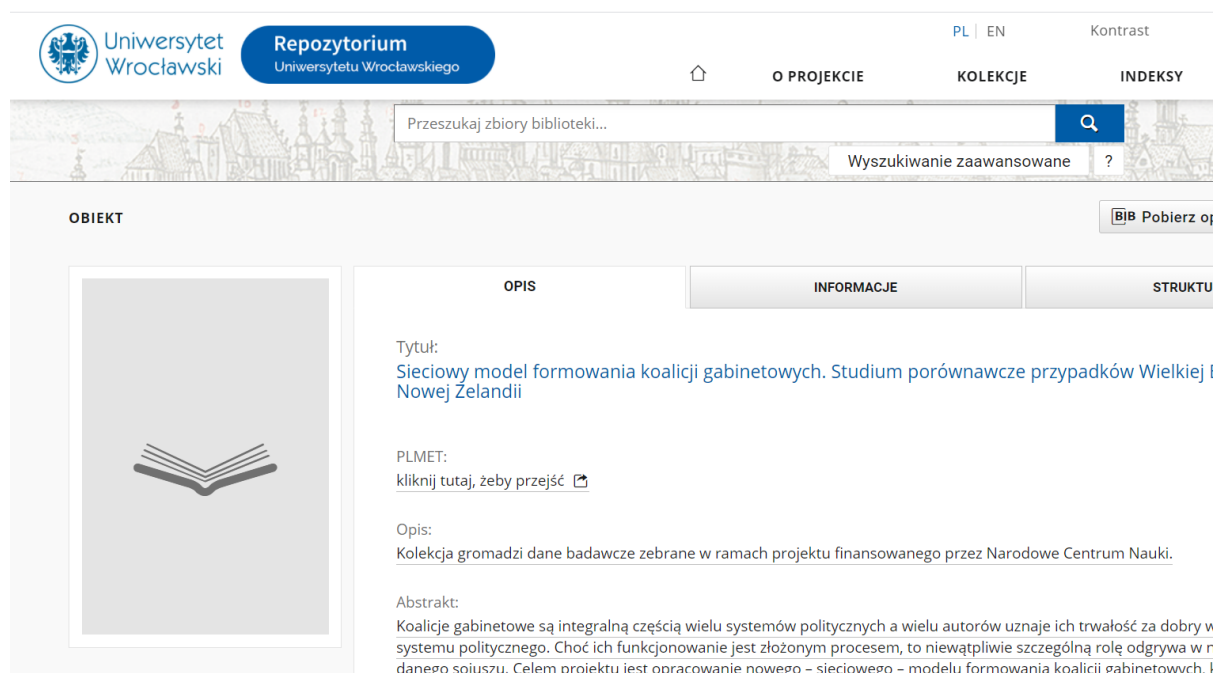 Uniwersytet
Wrocławski
Repozytorium
Uniwersytetu Wrocławskiego
PL EN Kontrast
O PROJEKCIE KOLEKCJE INDEKSY
Przeszukaj zbiory biblioteki...
Wyszukiwanie zaawansowane ?
OBIEKT
BIB Pobierz
OPIS INFORMACJE
Tytuł:
Sieciowy model formowania koalicji gabinetowych. Studium porównawcze przypadków Wielkiej
Nowej Zelandii
PLMET:
kliknij tutaj, żeby przejść
Opis:
Kolekcja gromadzi dane badawcze zebrane w ramach projektu finansowanego przez Narodowe Centrum Nauki.
Abstrakt:
Koalicje gabinetowe są integralną częścią wielu systemów politycznych a wielu autorów uznaje ich trwałość za dobry
systemu politycznego. Choć ich funkcjonowanie jest złożonym procesem, to niewątpliwie szczególną rolę odgrywa w
danego sojuszu. Celem projektu jest opracowanie nowego – sieciowego – modelu formowania koalicji gabinetowych,